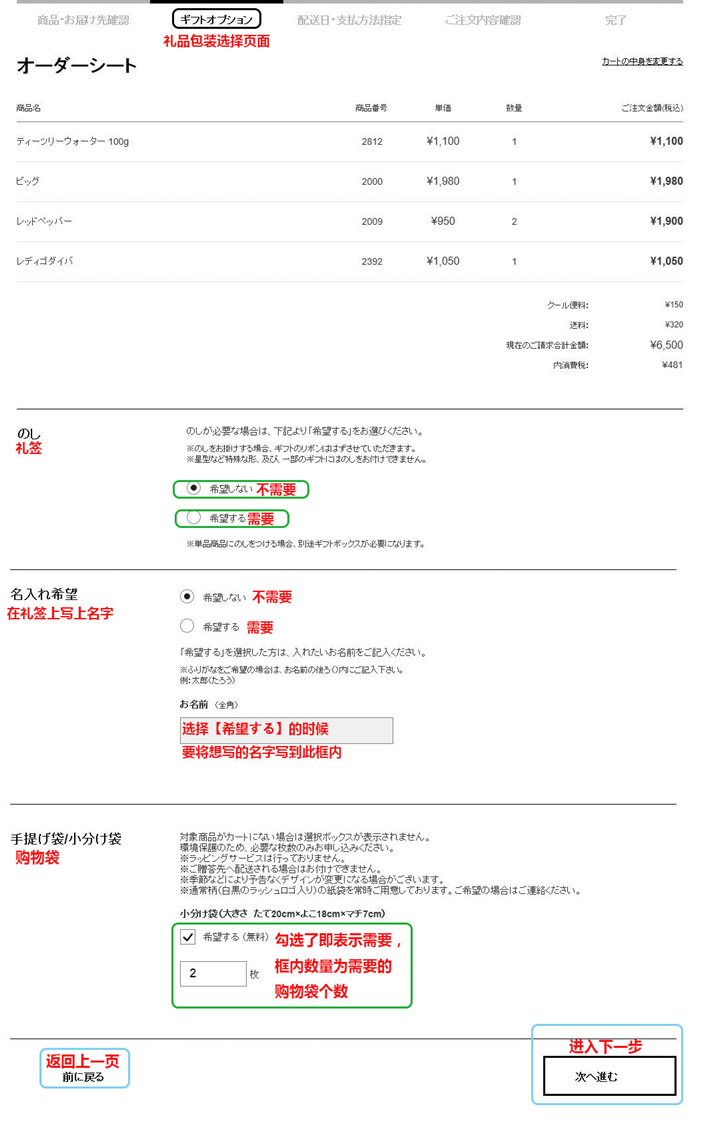 商品・お届け先確認 ギフトオプション 配送日・支払方法指定 ご注文内容確認 完了
礼品包装选择页面
オーダーシート カートの中身を変更する
商品名 商品番号 単価 数量 ご注文金額(税込)
ティーツリーウォーター 100g 2812 ¥1,100 1 ¥1,100
ビッグ 2000 ¥1,980 1 ¥1,980
レッドペッパー 2009 ¥950 2 ¥1,900
レディゴダイバ 2392 ¥1,050 1 ¥1,050
クール便料: ¥150
送料: ¥320
現在のご請求合計金額: ¥6,500
内消費税: ¥481
のし
礼签
のしが必要な場合は、下記より「希望する」をお選びください。
※のしをお掛けする場合、ギフトのリボンははずさせていただきます。
※星型など特殊な形、及び、一部のギフトにはのしをお付けできません。
希望しない 不需要
希望する 需要
※単品商品にのしをつける場合、別途ギフトボックスが必要になります。
名入れ希望
在礼签上写上名字
希望しない 不需要
希望する 需要
「希望する」を選択した方は、入れたいお名前をご記入ください。
※ふりがなをご希望の場合は、お名前の後ろ()内にご記入下さい。
例:太郎(たろう)
お名前 (全角)
选择【希望する】的时候
要将想写的名字写到此框内
手提げ袋/小分け袋
购物袋
対象商品がカートにない場合は選択ボックスが表示されません。
環境保護のため、必要な枚数のみお申し込みください。
※ラッピングサービスは行っておりません。
※ご贈答先へ配送される場合はお付けできません。
※季節などにより予告なくデザインが変更になる場合がございます。
※通常柄(白黒のラッシュロゴ入り)の紙袋を常時ご用意しております。ご希望の場合はご連絡ください。
小分け袋(大きさ たて20cm×よこ18cm×マチ7cm)
希望する (無料) 勾选了即表示需要，
框内数量为需要的
2 枚
购物袋个数
返回上一页
前に戻る
进入下一步
次へ進む